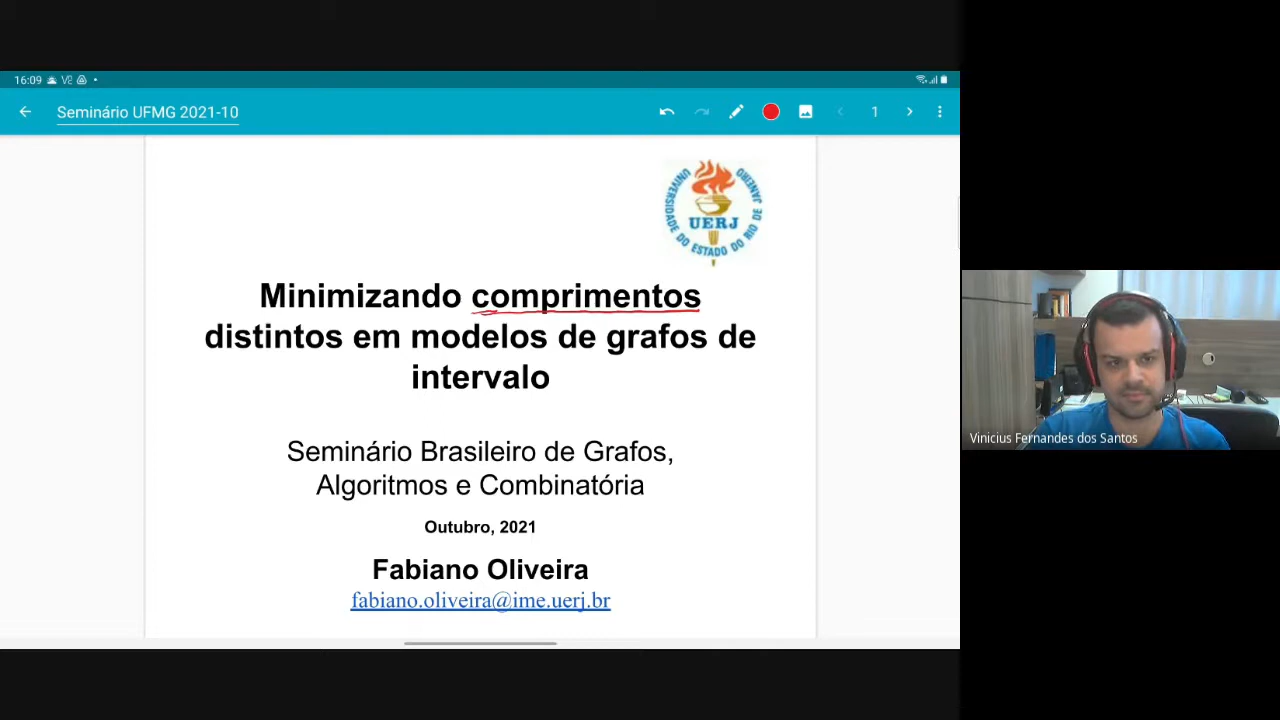 16:09
Seminário UFMG 2021-10
1
UNIVERSIDADE DO ESTADO DO RIO DE JANEIRO
UERJ
Minimizando comprimentos
distintos em modelos de grafos de
intervalo
Seminário Brasileiro de Grafos,
Algoritmos e Combinatória
Outubro, 2021
Fabiano Oliveira
fabiano.oliveira@ime.uerj.br
Vinicius Fernandes dos Santos